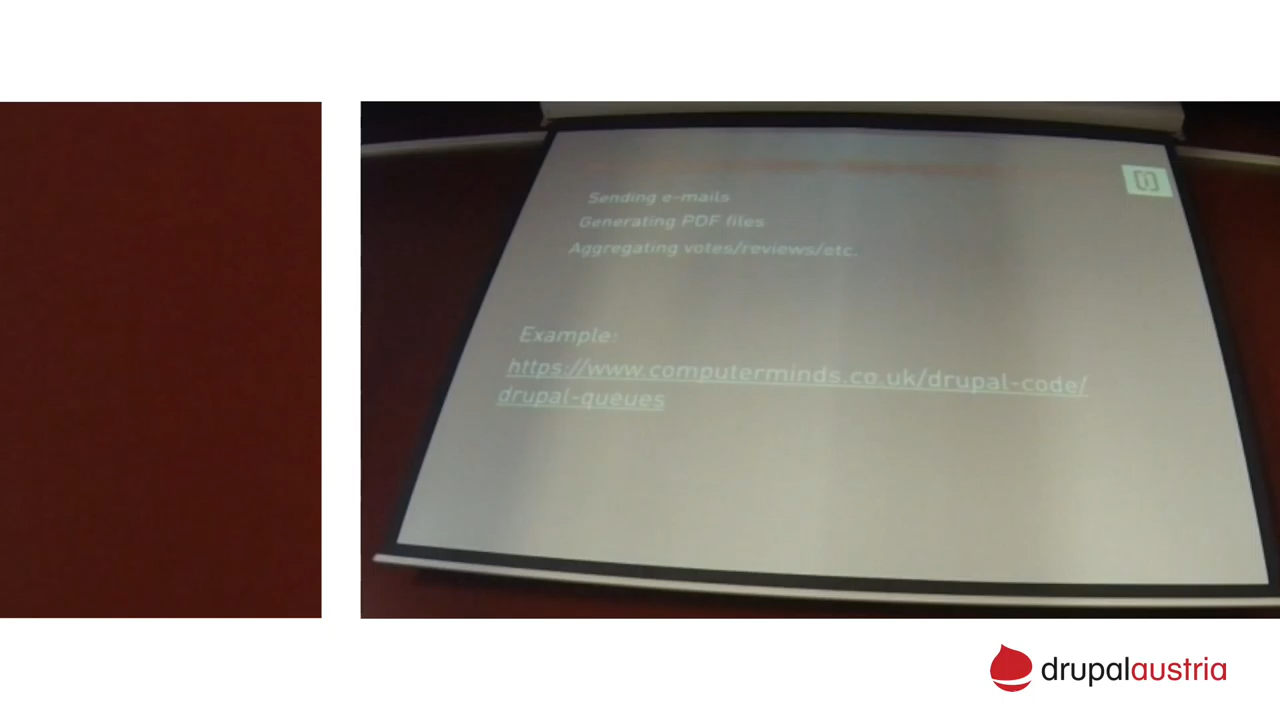 Sending e-mails
Generating PDF files
Aggregating votes/reviews/etc.
Example:
https://www.computerminds.co.uk/drupal-code/
drupal-queues
drupalaustria